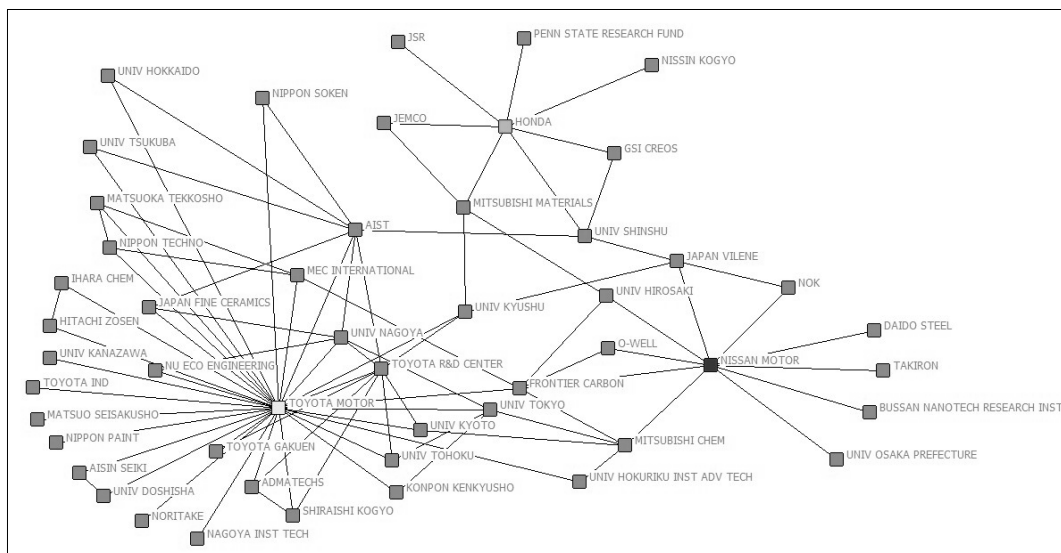 JSR
PENN STATE RESEARCH FUND
NISSIN KOGYO
UNIV HOKKAIDO
NIPPON SOKEN
JEMCO
HONDA
UNIV TSUKUBA
GSI CREOS
MATSUOKA TEKKOSHO
MITSUBISHI MATERIALS
AIST
UNIV SHINSHU
NIPPON TECHNO
JAPAN VILENE
MEC INTERNATIONAL
IHARA CHEM
NOK
UNIV HIROSAKI
JAPAN FINE CERAMICS
UNIV KYUSHU
HITACHI ZOSEN
DAIDO STEEL
UNIV NAGOYA
O-WELL
UNIV KANAZAWA
NU ECO ENGINEERING
TOYOTA R&D CENTER
NISSAN MOTOR
TAKIRON
TOYOTA IND
FRONTIER CARBON
TOYOTA MOTOR
UNIV TOKYO
BUSSAN NANOTECH RESEARCH INST
MATSUO SEISAKUSHO
UNIV KYOTO
NIPPON PAINT
MITSUBISHI CHEM
TOYOTA GAKUEN
UNIV TOHOKU
UNIV OSAKA PREFECTURE
AISIN SEIKI
UNIV HOKURIKU INST ADV TECH
ADMATECHS
KONPON KENKYUSHO
UNIV DOSHISHA
SHIRAISHI KOGYO
NORITAKE
NAGOYA INST TECH